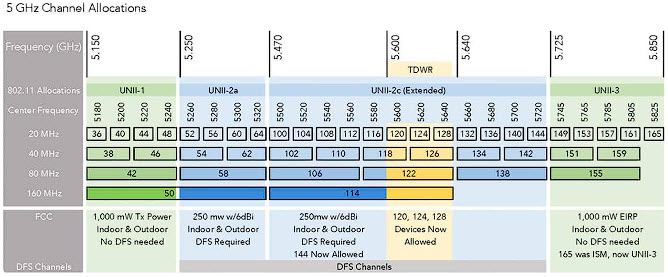 5 GHz Channel Allocations
Frequency (GHz) 5.150 5.250 5.470 5.600 5.640 5.725 5.850
TDWR
802.11 Allocations UNII-1 UNII-2a UNII-2c (Extended) UNII-3
Center Frequency 5180 5200 5220 5240 5260 5280 5300 5320 5500 5520 5540 5560 5580 5600 5620 5640 5660 5680 5700 5720 5745 5765 5785 5805 5825
20 MHz 36 40 44 48 52 56 60 64 100 104 108 112 116 120 124 128 132 136 140 144 149 153 157 161 165
40 MHz 38 46 54 62 102 110 118 126 134 142 151 159
80 MHz 42 58 106 122 138 155
160 MHz 50 114
FCC 1,000 mW Tx Power 250 mw w/6dBi 250mw w/6dBi 120, 124, 128 1,000 mW EIRP
Indoor & Outdoor Indoor & Outdoor Indoor & Outdoor Devices Now Indoor & Outdoor
No DFS needed DFS Required DFS Required Allowed No DFS needed
144 Now Allowed 165 was ISM, now UNII-3
DFS Channels DFS Channels